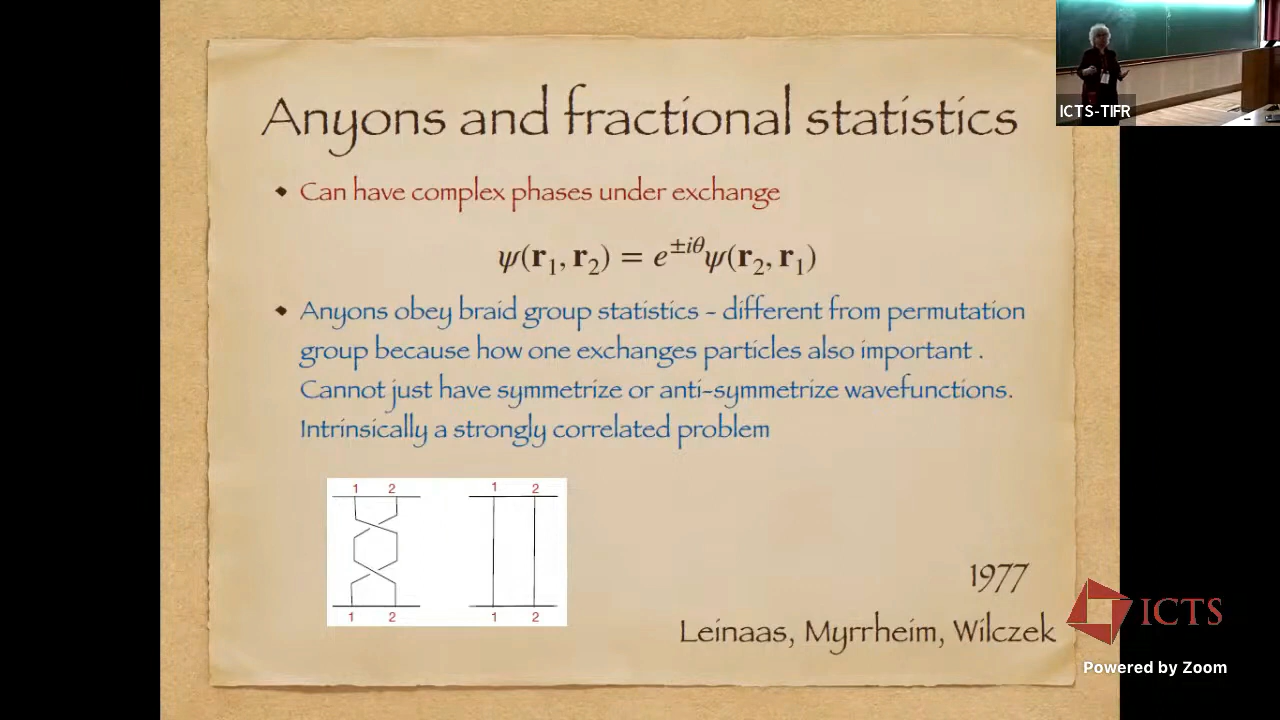 Anyons and fractional statistics
Can have complex phases under exchange
ψ(r₁, r₂) = e^{±iθ}ψ(r₂, r₁)
Anyons obey braid group statistics - different from permutation
group because how one exchanges particles also important .
Cannot just have symmetrize or anti-symmetrize wavefunctions.
Intrinsically a strongly correlated problem
1 2 1 2
1 2 1 2
1977
Leinaas, Myrrheim, Wilczek
ICTS-TIFR
ICTS
Powered by Zoom